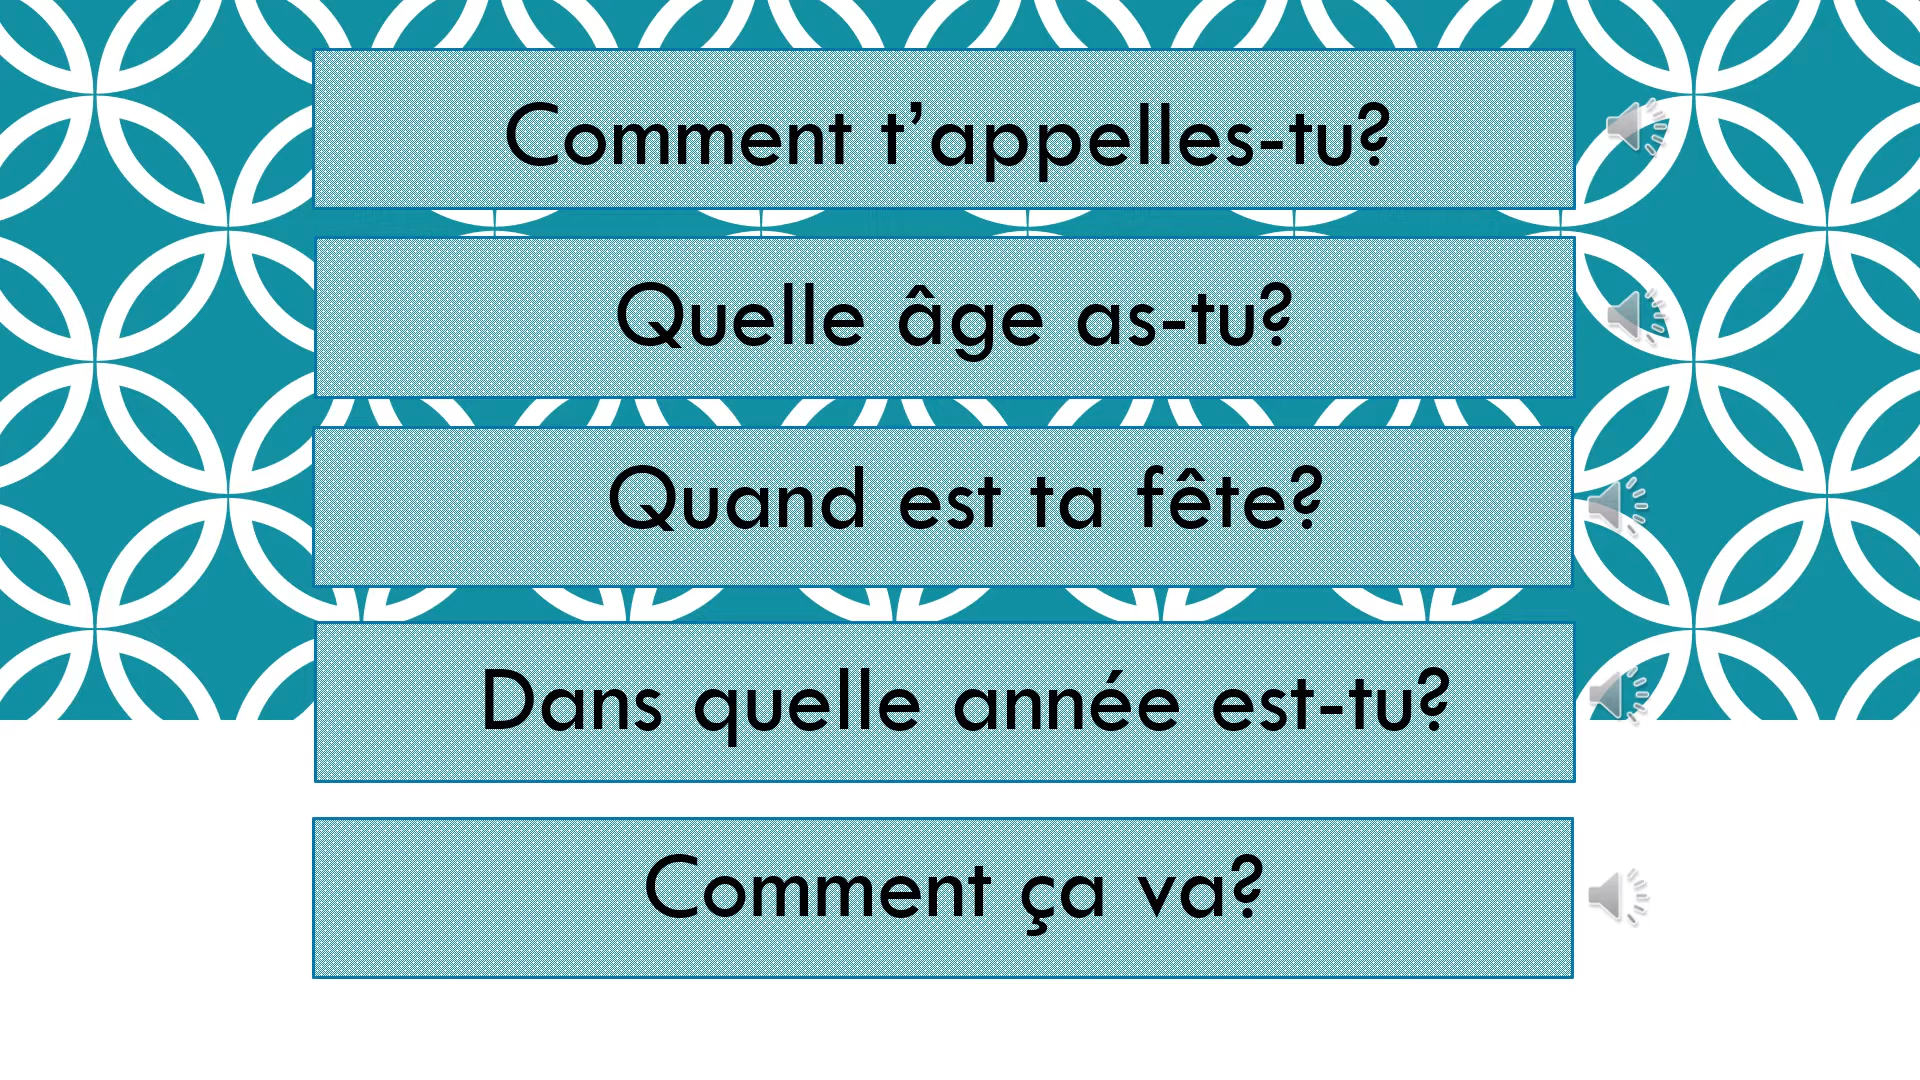 Comment t’appelles-tu?
Quelle âge as-tu?
Quand est ta fête?
Dans quelle année est-tu?
Comment ça va?